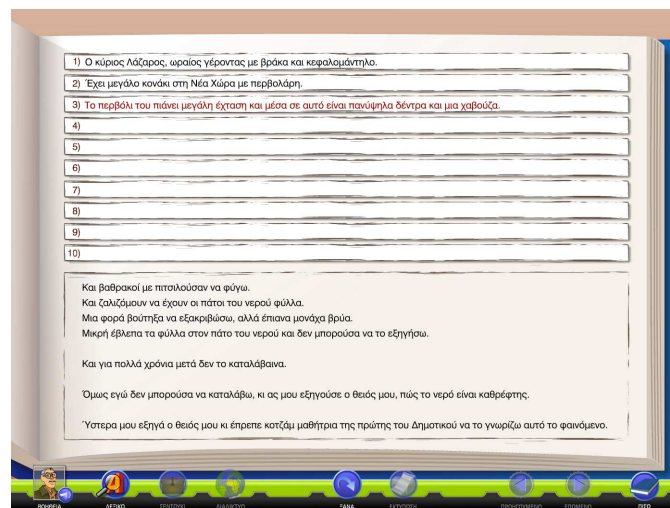 1) Ο κύριος Λάζαρος, ωραίος γέροντας με βράκα και κεφαλομάντηλο.
2) Έχει μεγάλο κονάκι στη Νέα Χώρα με περβολάρη.
3) Το περβόλι του πιάνει μεγάλη έχταση και μέσα σε αυτό είναι πανύψηλα δέντρα και μια χαβούζα.
4)
5)
6)
7)
8)
9)
10)
Και βαθρακοί με πιτσιλούσαν να φύγω.
Και ζαλιζόμουν να έχουν οι πάτοι του νερού φύλλα.
Μια φορά βούτηξα να εξακριβώσω, αλλά έπιανα μονάχα βρύα.
Μικρή έβλεπα τα φύλλα στον πάτο του νερού και δεν μπορούσα να το εξηγήσω.
Και για πολλά χρόνια μετά δεν το καταλάβαινα.
Όμως εγώ δεν μπορούσα να καταλάβω, κι ας μου εξηγούσε ο θειός μου, πώς το νερό είναι καθρέφτης.
Ύστερα μου εξηγά ο θειός μου κι έπρεπε κοτζάμ μαθήτρια της πρώτης του Δημοτικού να το γνωρίζω αυτό το φαινόμενο.
ΒΟΗΘΕΙΑ ΛΕΞΙΚΟ ΣΕΝΤΟΥΚΙ ΔΙΑΔΙΚΤΥΟ ΞΑΝΑ ΕΚΤΥΠΩΣΗ ΠΡΟΗΓΟΥΜΕΝΟ ΕΠΟΜΕΝΟ ΠΙΣΩ